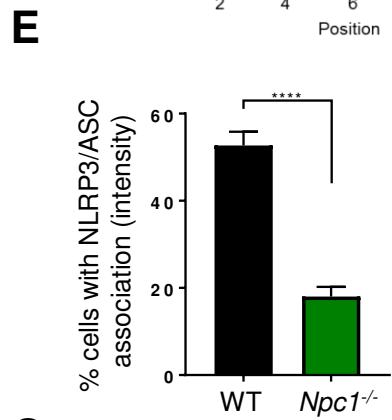 2 4 6
Position
E
****
% cells with NLRP3/ASC
association (intensity)
60
40
20
0
WT Npc1-/-